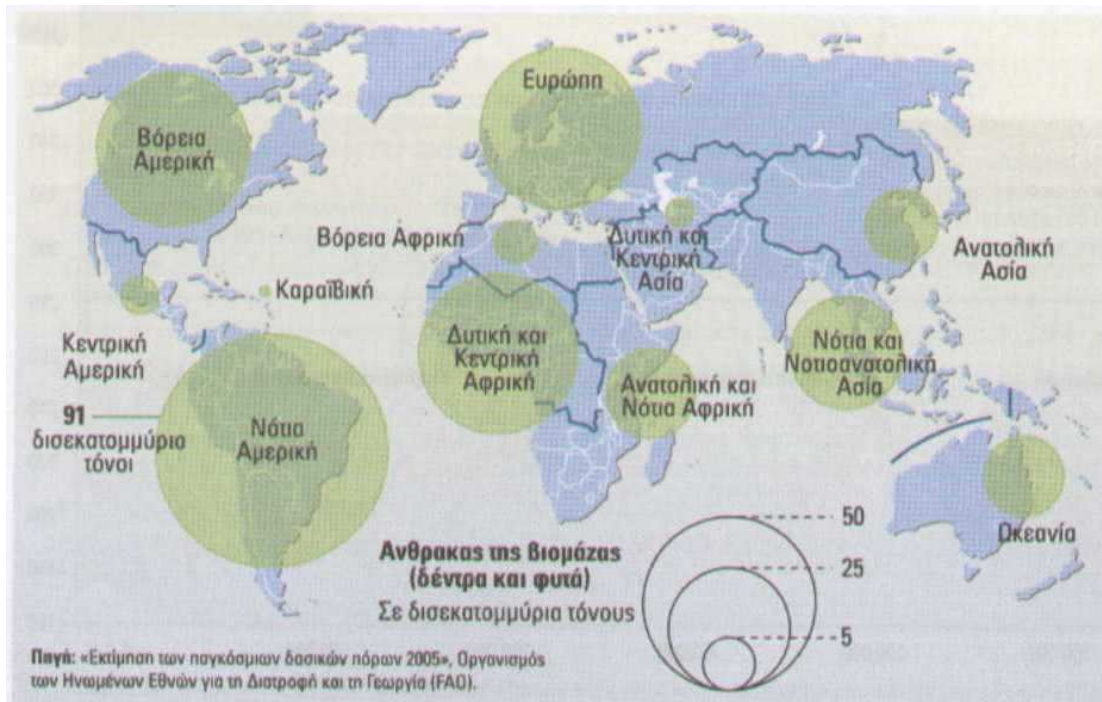 Ευρώπη
Βόρεια
Αμερική
Βόρεια Αφρική
Δυτική και
Κεντρική
Ασία
Ανατολική
Ασία
Καραϊβική
Κεντρική
Αμερική
Δυτική και
Κεντρική
Αφρική
Νότια και
Νοτιοανατολική
Ασία
Ανατολική και
Νότια Αφρική
91
δισεκατομμύρια
τόνοι
Νότια
Αμερική
Ωκεανία
50
25
5
Ανθρακας της βιομάζας
(δέντρα και φυτά)
Σε δισεκατομμύρια τόνους
Πηγή: «Εκτίμηση των παγκόσμιων δασικών πόρων 2005», Οργανισμός
των Ηνωμένων Εθνών για τη Διατροφή και τη Γεωργία (FAO).